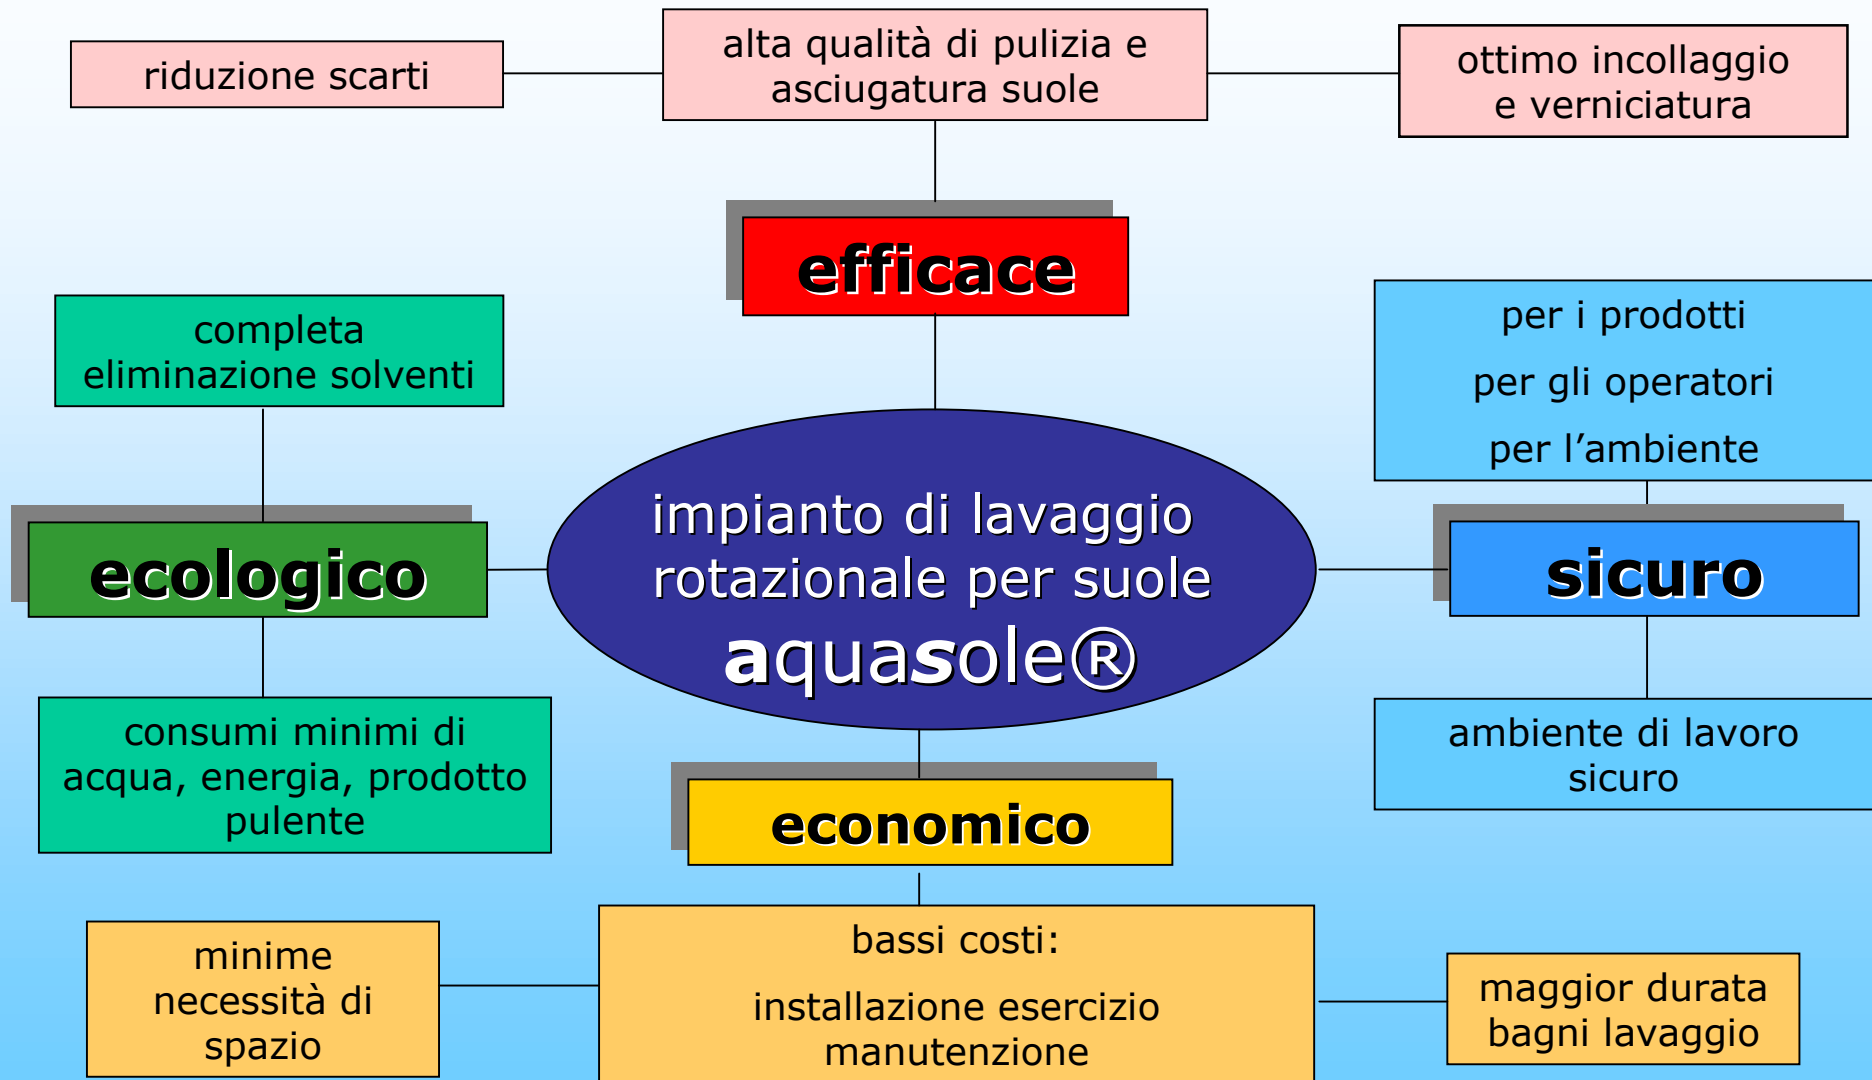 riduzione scarti
alta qualità di pulizia e
asciugatura suole
ottimo incollaggio
e verniciatura
efficace
completa
eliminazione solventi
per i prodotti
per gli operatori
per l’ambiente
ecologico
impianto di lavaggio
rotazionale per suole
aquasole®
sicuro
consumi minimi di
acqua, energia, prodotto
pulente
ambiente di lavoro
sicuro
economico
minime
necessità di
spazio
bassi costi:
installazione esercizio
manutenzione
maggior durata
bagni lavaggio